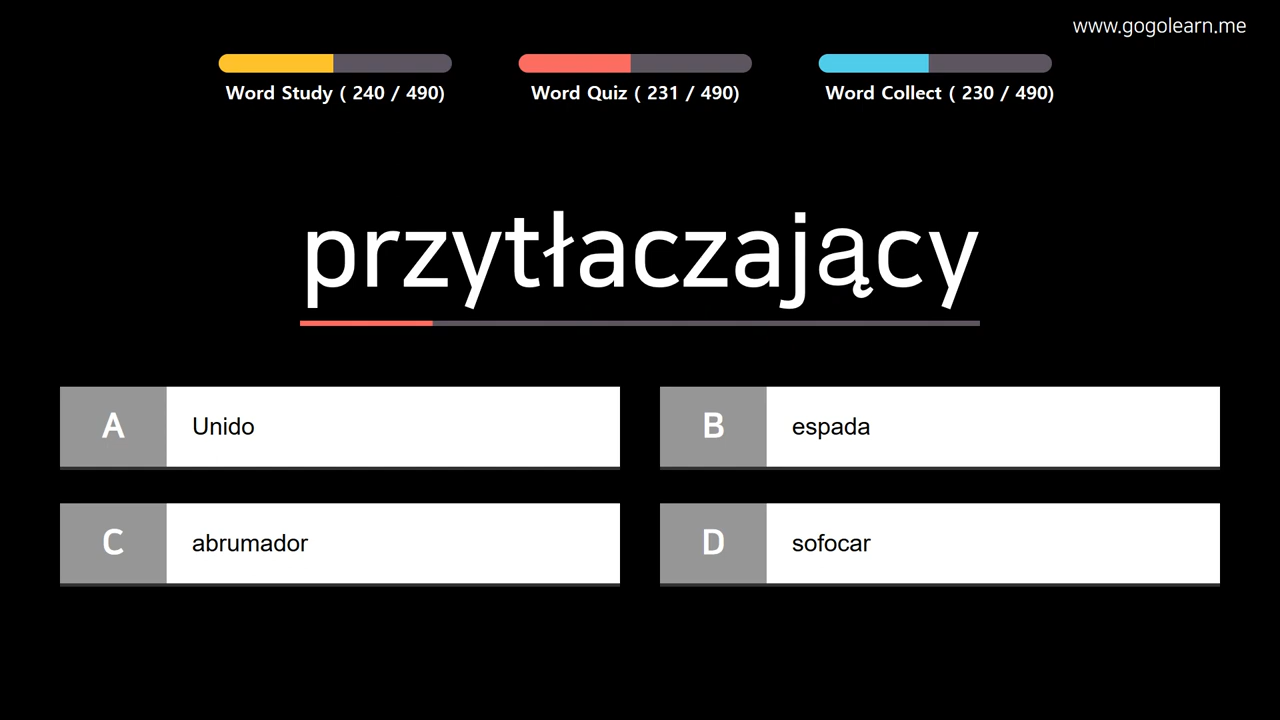 www.gogolearn.me
Word Study ( 240 / 490)
Word Quiz ( 231 / 490)
Word Collect ( 230 / 490)
przytłaczający
A Unido
B espada
C abrumador
D sofocar